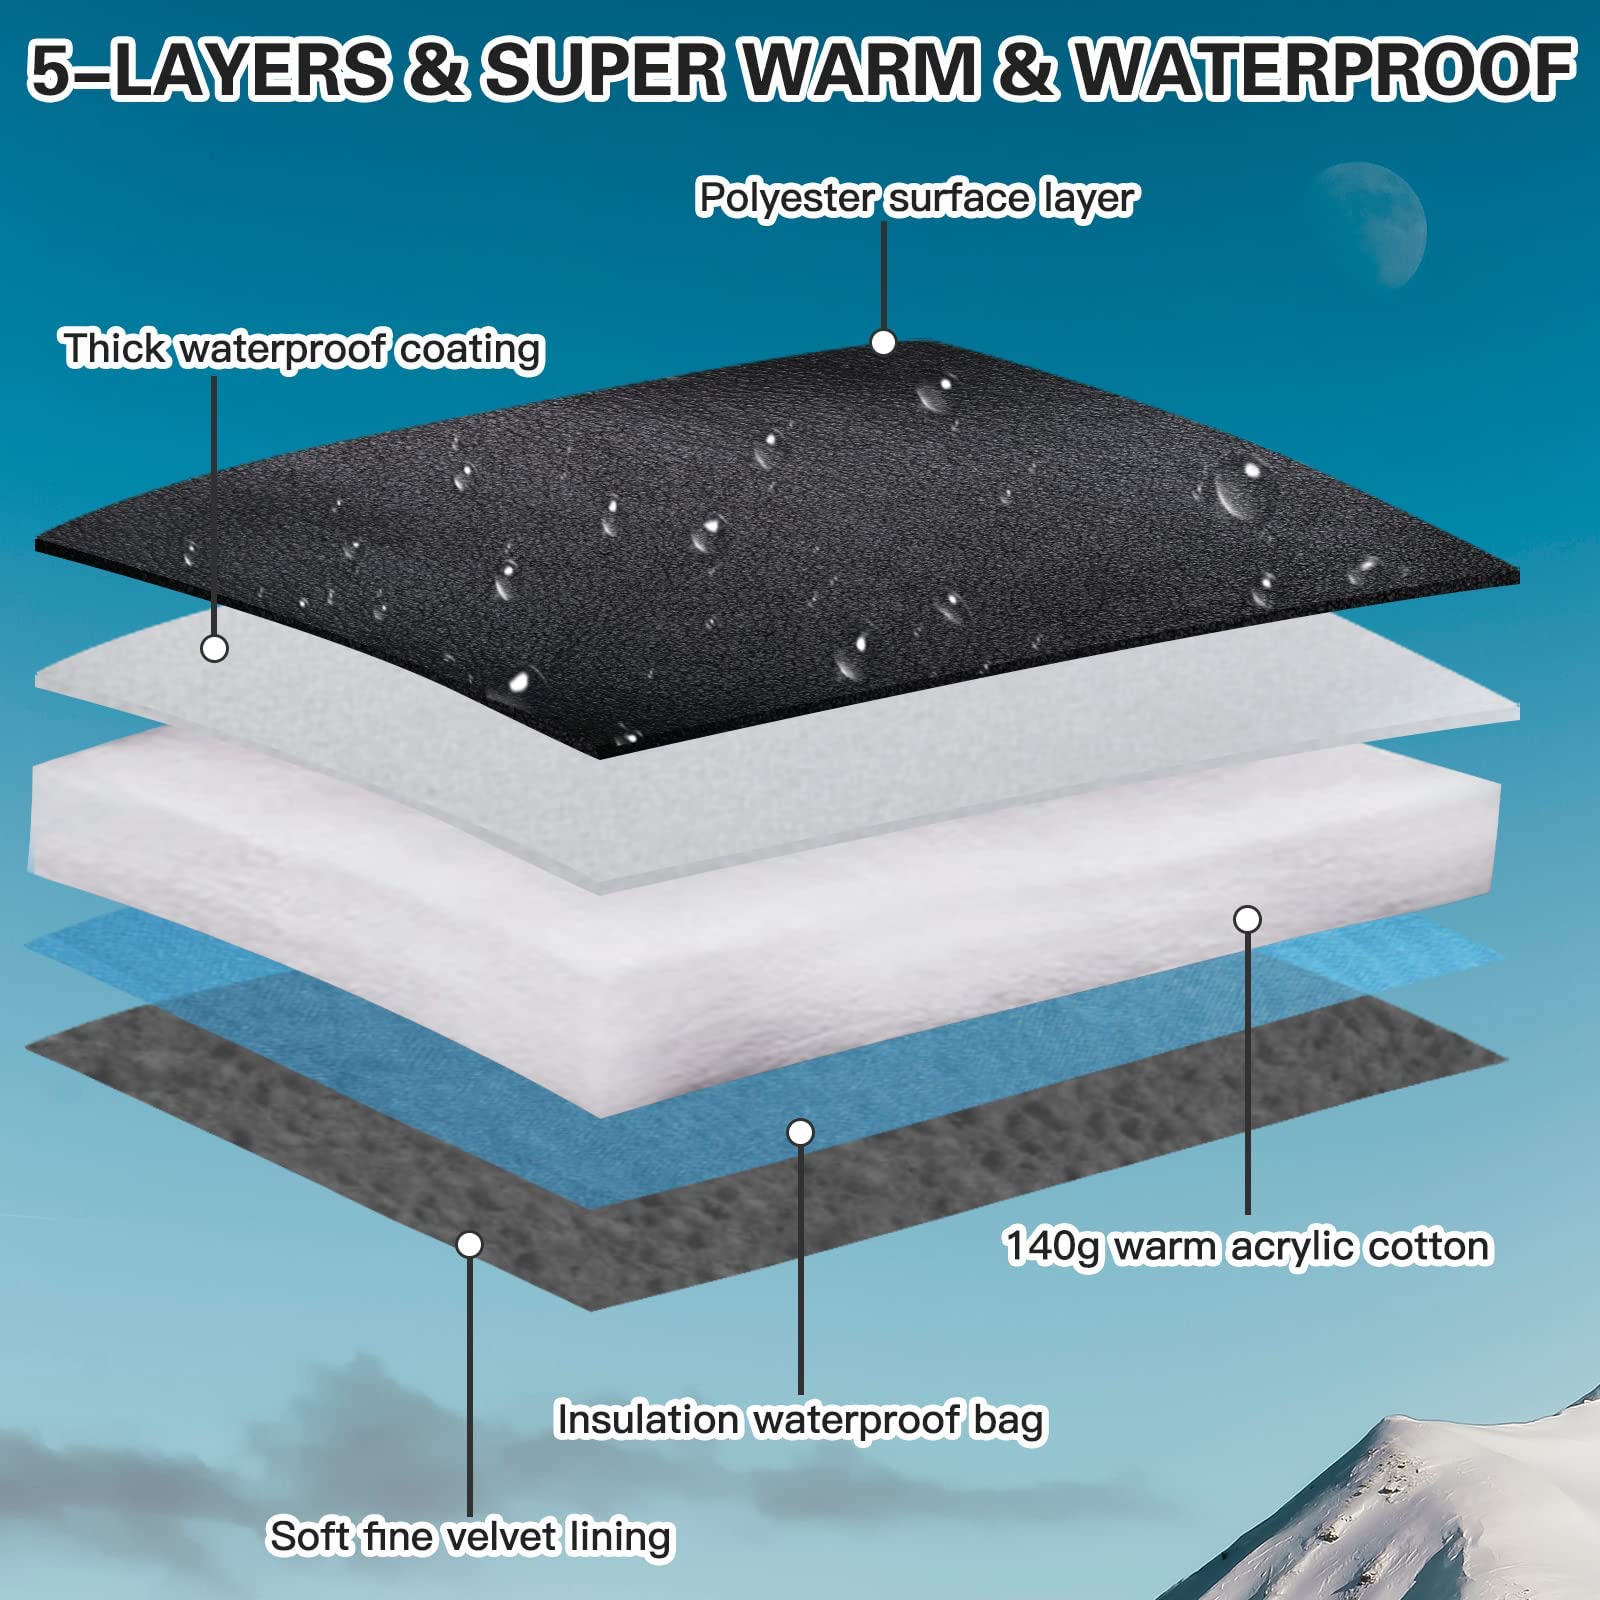 5-LAYERS & SUPER WARM & WATERPROOF
Polyester surface layer
Thick waterproof coating
140g warm acrylic cotton
Insulation waterproof bag
Soft fine velvet lining